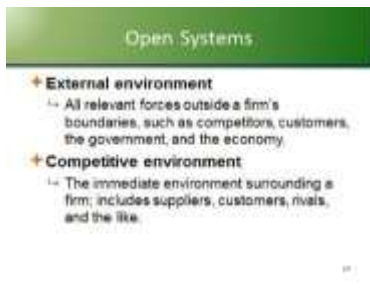 Open Systems
External environment
All relevant forces outside a firm's
boundaries, such as competitors, customers,
the government, and the economy.
Competitive environment
The immediate environment surrounding a
firm; includes suppliers, customers, rivals,
and the like.